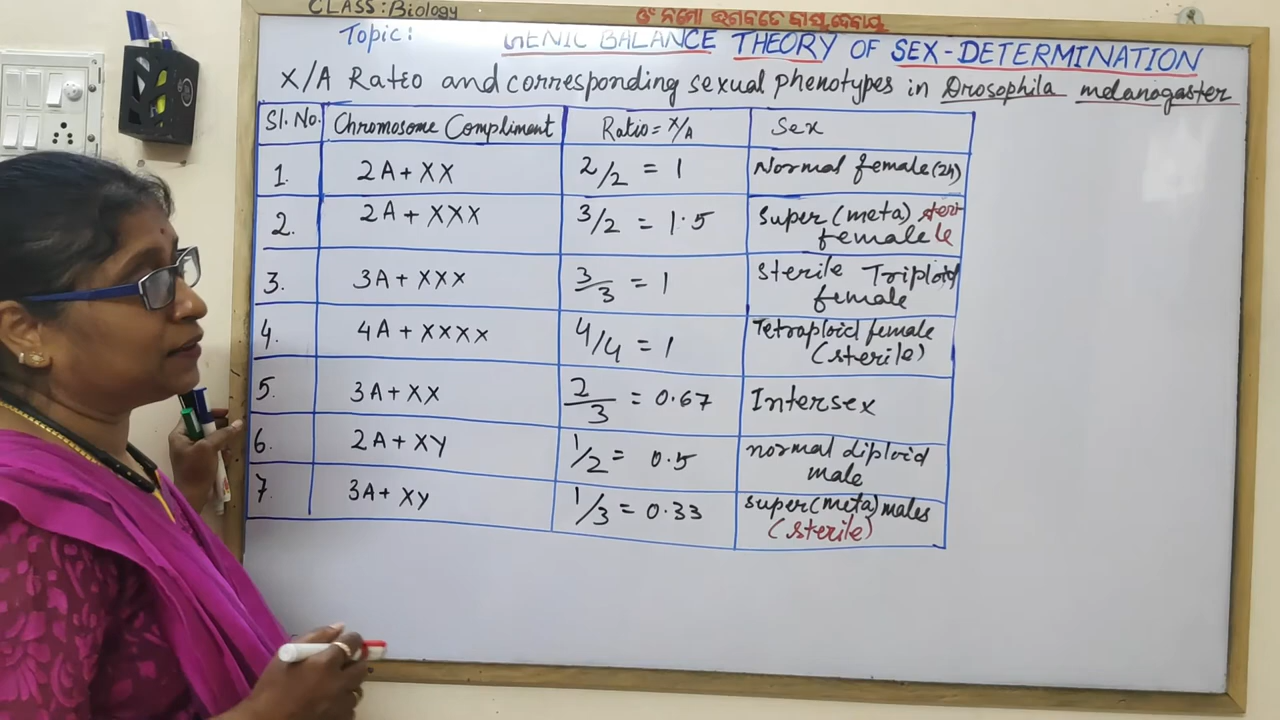 CLASS: Biology
ଓଁ ନମୋ ଭଗବତେ ବାସୁଦେବାୟ
Topic: GENIC BALANCE THEORY OF SEX-DETERMINATION
X/A Ratio and corresponding sexual phenotypes in Drosophila melanogaster
Sl. No. Chromosome Compliment Ratio = X/A Sex
1. 2A + XX 2/2 = 1 Normal female (2n)
2. 2A + XXX 3/2 = 1.5 super (meta) steri
female le
3. 3A + XXX 3/3 = 1 sterile Triploid
female
4. 4A + XXXX 4/4 = 1 Tetraploid female
(sterile)
5. 3A + XX 2/3 = 0.67 Intersex
6. 2A + XY 1/2 = 0.5 normal diploid
male
7. 3A + XY 1/3 = 0.33 super (meta) males
(sterile)